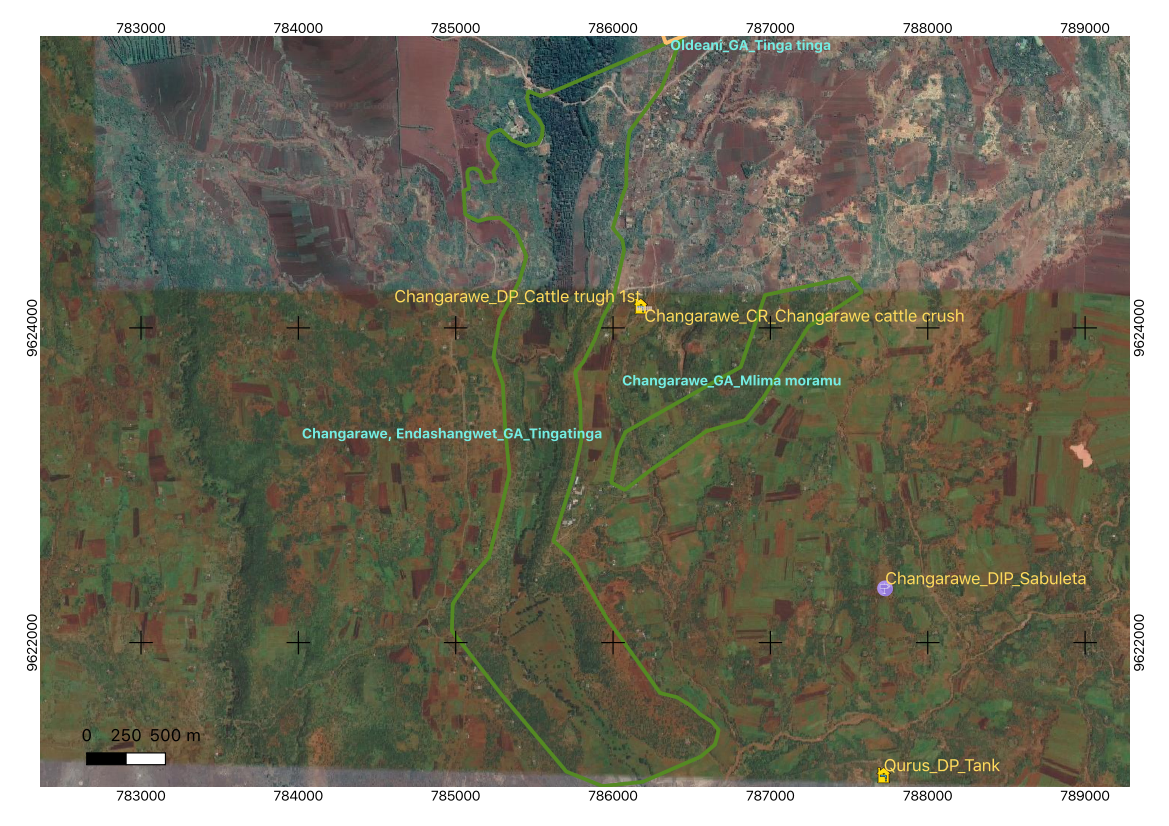 783000 784000 785000 786000 787000 788000 789000
Oldeani_GA_Tinga tinga
Changarawe_DP_Cattle trugh 1st
Changarawe_CR_Changarawe cattle crush
9624000 9624000
Changarawe_GA_Mlima moramu
Changarawe, Endashangwet_GA_Tingatinga
Changarawe_DIP_Sabuleta
9622000 9622000
0 250 500 m
Qurus_DP_Tank
783000 784000 785000 786000 787000 788000 789000